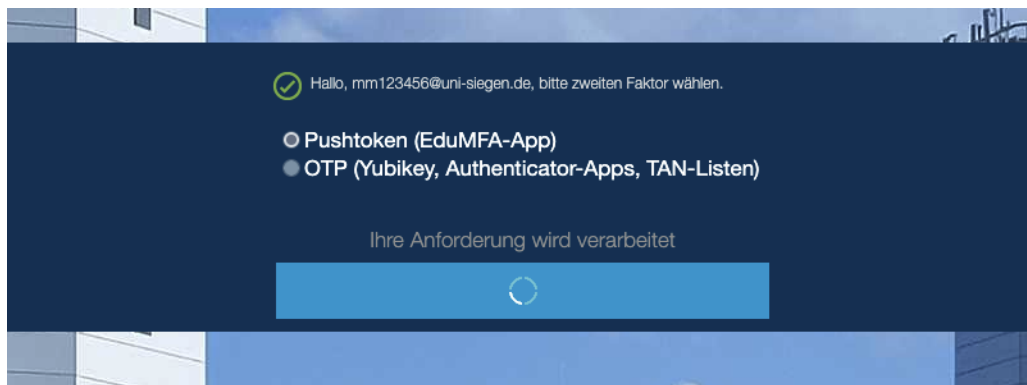 Hallo, mm123456@uni-siegen.de, bitte zweiten Faktor wählen.
Pushtoken (EduMFA-App)
OTP (Yubikey, Authenticator-Apps, TAN-Listen)
Ihre Anforderung wird verarbeitet